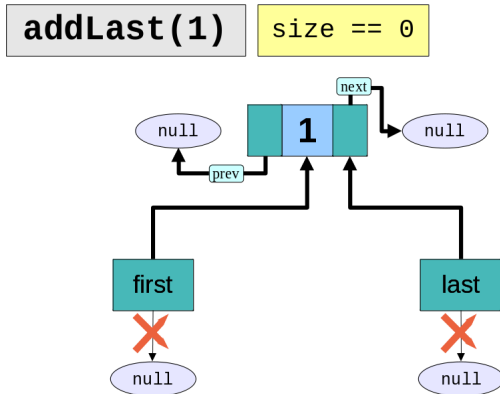 addLast(1)
size == 0
next
null
1
null
prev
first
last
null
null